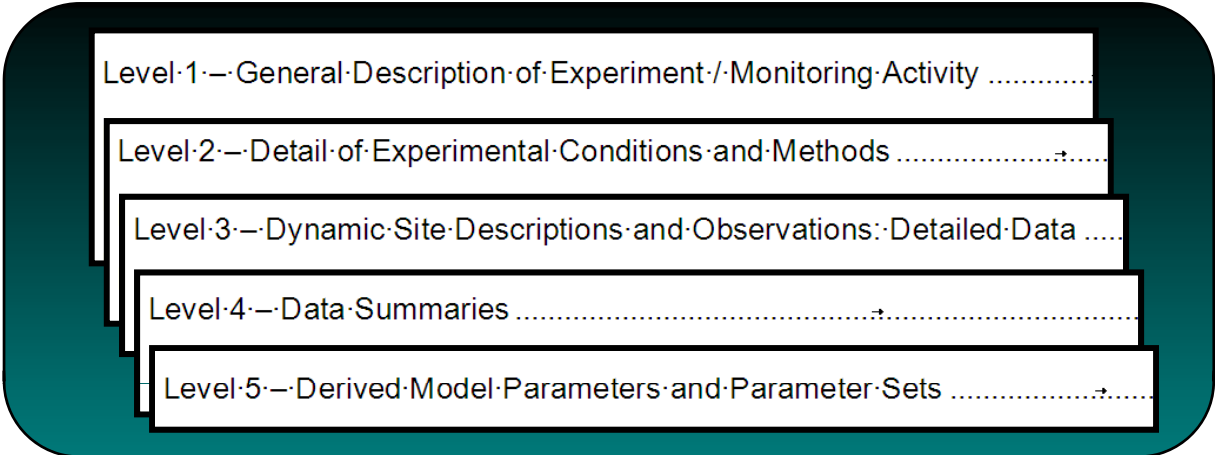 Level·1·–·General·Description·of·Experiment·/·Monitoring·Activity ..............
Level·2·–·Detail·of·Experimental·Conditions·and·Methods .......................→......
Level·3·–·Dynamic·Site·Descriptions·and·Observations:·Detailed·Data .....
Level·4·–·Data·Summaries ..............................................→................................
Level·5·–·Derived·Model·Parameters·and·Parameter·Sets .....................→.......